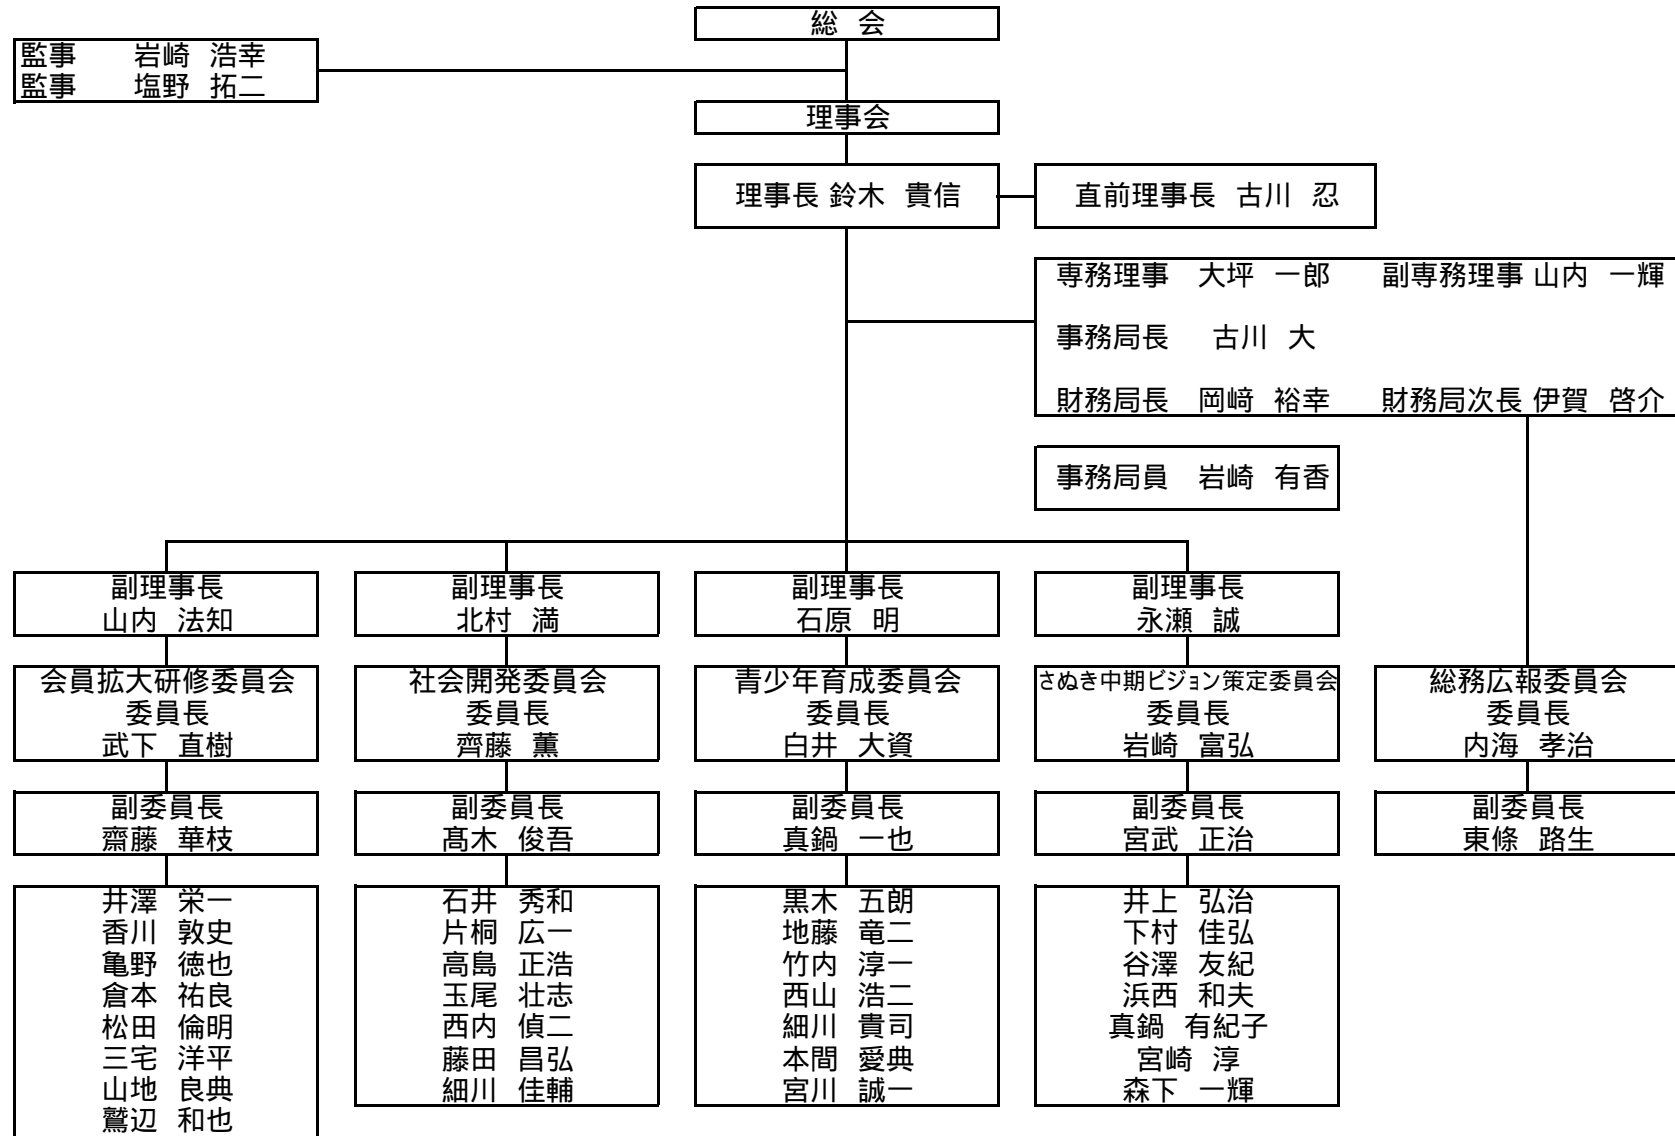 総 会
監事 岩崎 浩幸
監事 塩野 拓二
理事会
理事長 鈴木 貴信
直前理事長 古川 忍
専務理事 大坪 一郎 副専務理事 山内 一輝
事務局長 古川 大
財務局長 岡﨑 裕幸 財務局次長 伊賀 啓介
事務局員 岩崎 有香
副理事長
山内 法知
会員拡大研修委員会
委員長
武下 直樹
副委員長
齋藤 華枝
井澤 栄一
香川 敦史
亀野 徳也
倉本 祐良
松田 倫明
三宅 洋平
山地 良典
鷲辺 和也
副理事長
北村 満
社会開発委員会
委員長
齊藤 薫
副委員長
髙木 俊吾
石井 秀和
片桐 広一
高島 正浩
玉尾 壮志
西内 偵二
藤田 昌弘
細川 佳輔
副理事長
石原 明
青少年育成委員会
委員長
白井 大資
副委員長
真鍋 一也
黒木 五朗
地藤 竜二
竹内 淳一
西山 浩二
細川 貴司
本間 愛典
宮川 誠一
副理事長
永瀬 誠
さぬき中期ビジョン策定委員会
委員長
岩崎 富弘
副委員長
宮武 正治
井上 弘治
下村 佳弘
谷澤 友紀
浜西 和夫
真鍋 有紀子
宮崎 淳
森下 一輝
総務広報委員会
委員長
内海 孝治
副委員長
東條 路生